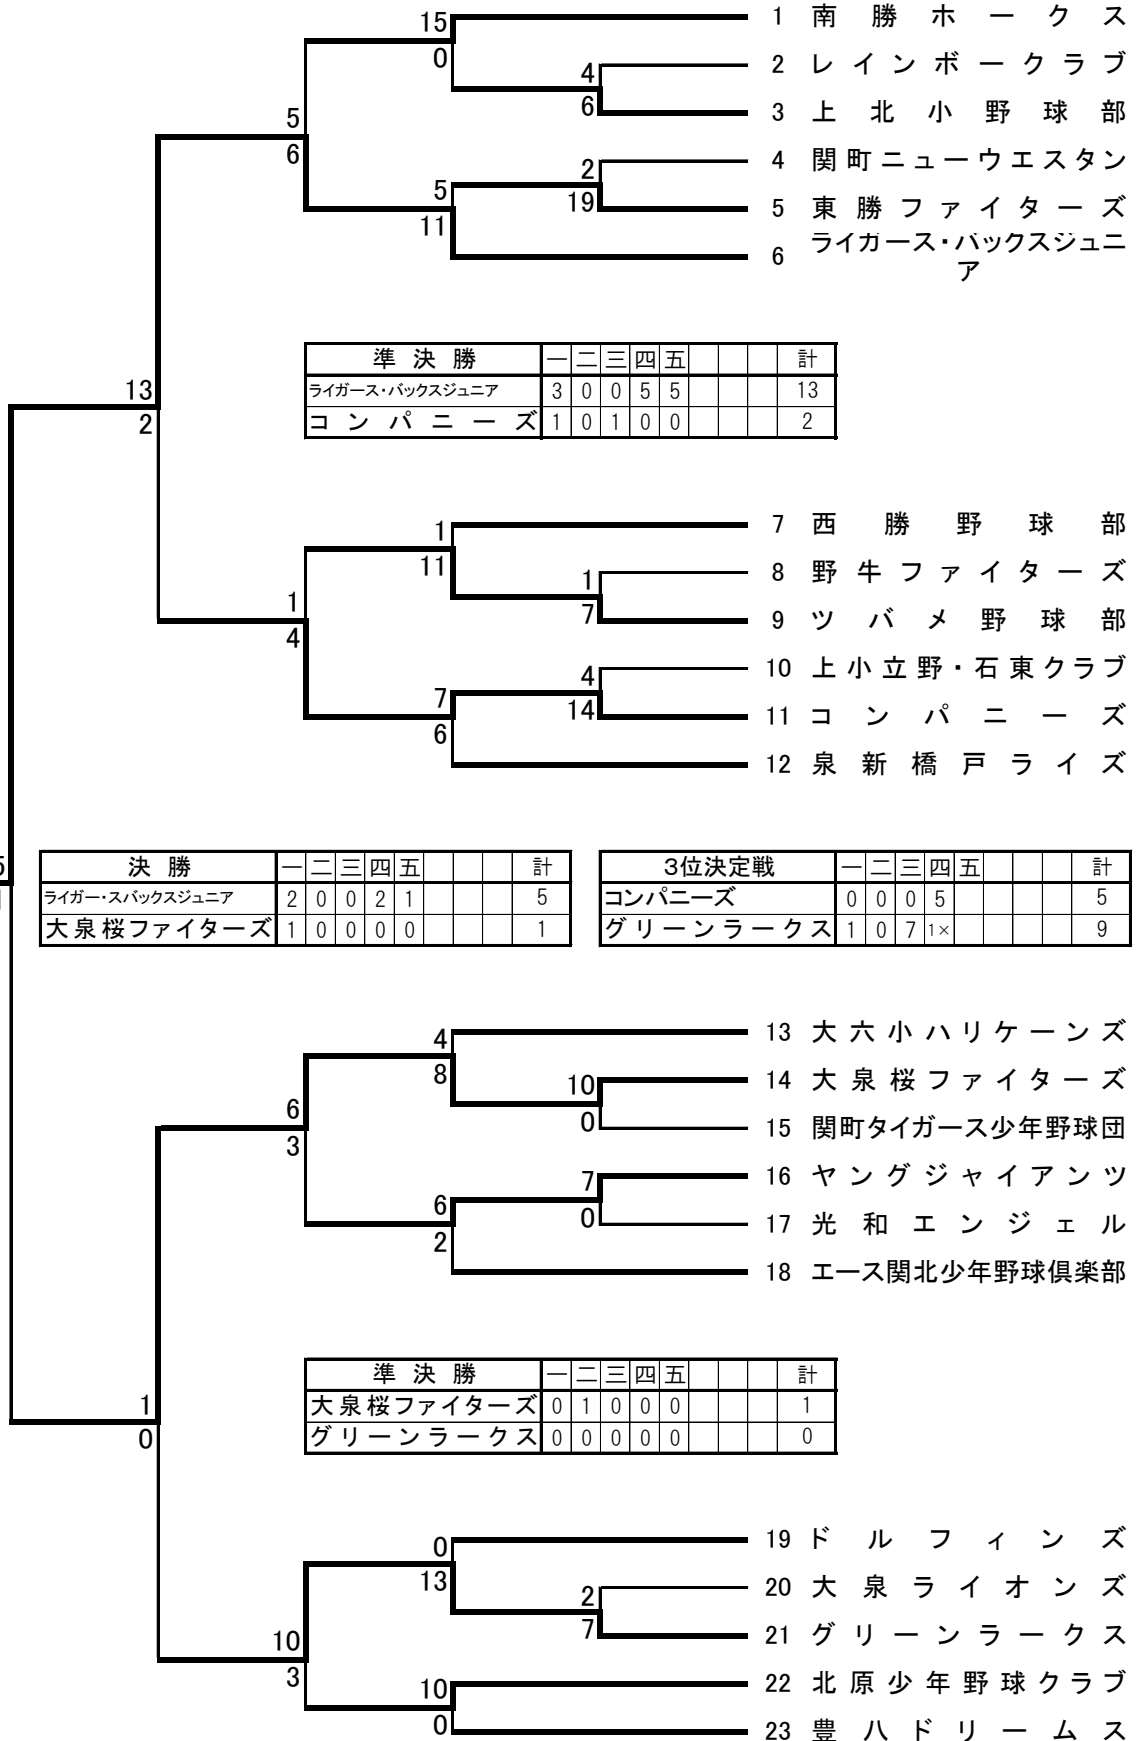 15
1 南勝ホークス
0
4
2 レインボークラブ
6
3 上北小野球部
5
6
2
4 関町ニューウエスタン
5
19
5 東勝ファイターズ
11
6 ライガース・バックスジュニ
ア
準決勝 一 二 三 四 五 計
ライガース・バックスジュニア 3 0 0 5 5 13
コンパニーズ 1 0 1 0 0 2
13
2
1
7 西勝野球部
11
1
8 野牛ファイターズ
7
9 ツバメ野球部
1
4
4
10 上小立野・石東クラブ
7
14
11 コンパニーズ
6
12 泉新橋戸ライズ
5
決勝 一 二 三 四 五 計
ライガー・スバックスジュニア 2 0 0 2 1 5
大泉桜ファイターズ 1 0 0 0 0 1
3位決定戦 一 二 三 四 五 計
コンパニーズ 0 0 0 5 5
グリーンラークス 1 0 7 1× 9
4
13 大六小ハリケーンズ
8
10
14 大泉桜ファイターズ
0
15 関町タイガース少年野球団
6
3
7
16 ヤングジャイアンツ
6
0
17 光和エンジェル
2
18 エース関北少年野球倶楽部
準決勝 一 二 三 四 五 計
大泉桜ファイターズ 0 1 0 0 0 1
グリーンラークス 0 0 0 0 0 0
1
0
0
19 ドルフィンズ
13
2
20 大泉ライオンズ
7
21 グリーンラークス
10
3
10
22 北原少年野球クラブ
0
23 豊八ドリームス